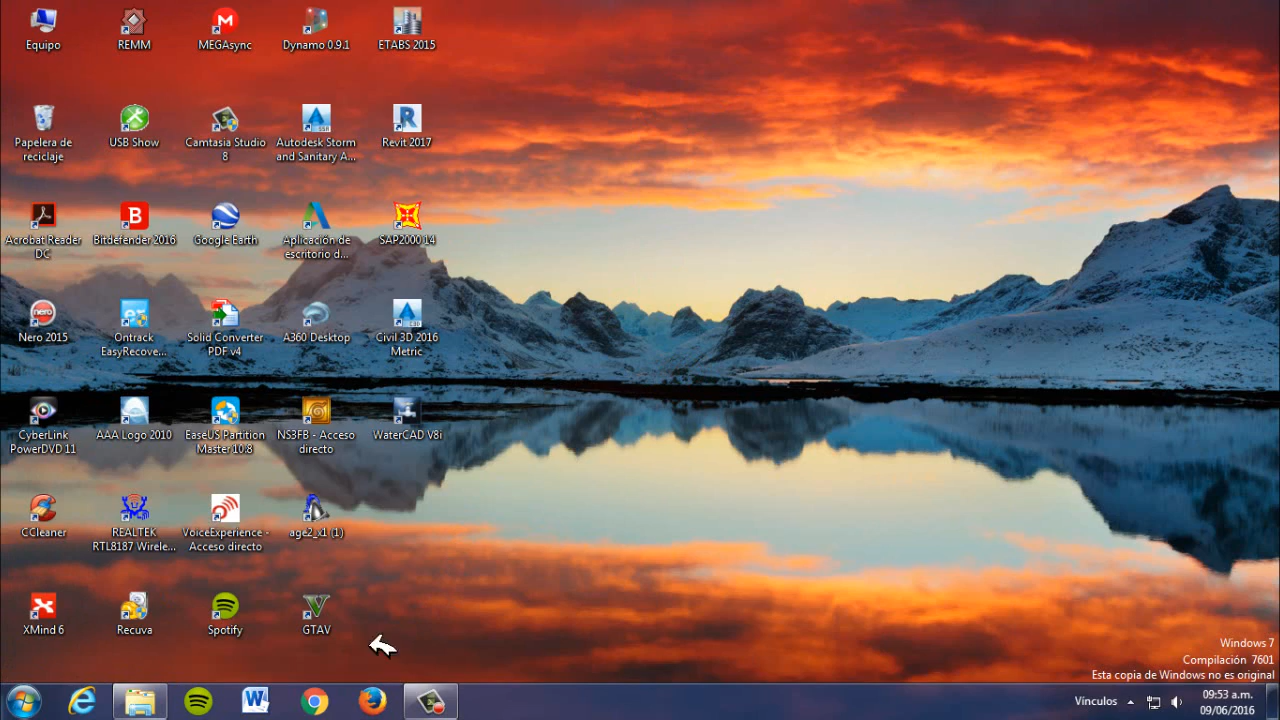 Equipo
REMM
MEGAsync
Dynamo 0.9.1
ETABS 2015
Papelera de
reciclaje
USB Show
Camtasia Studio
8
Autodesk Storm
and Sanitary A...
Revit 2017
Acrobat Reader
DC
Bitdefender 2016
Google Earth
Aplicación de
escritorio d...
SAP2000 14
Nero 2015
Ontrack
EasyRecove...
Solid Converter
PDF v4
A360 Desktop
Civil 3D 2016
Metric
CyberLink
PowerDVD 11
AAA Logo 2010
EaseUS Partition
Master 10.8
NS3FB - Acceso
directo
WaterCAD V8i
CCleaner
REALTEK
RTL8187 Wirele...
VoiceExperience -
Acceso directo
age2_x1 (1)
XMind 6
Recuva
Spotify
GTAV
Windows 7
Compilación 7601
Esta copia de Windows no es original
Vínculos
09:53 a.m.
09/06/2016